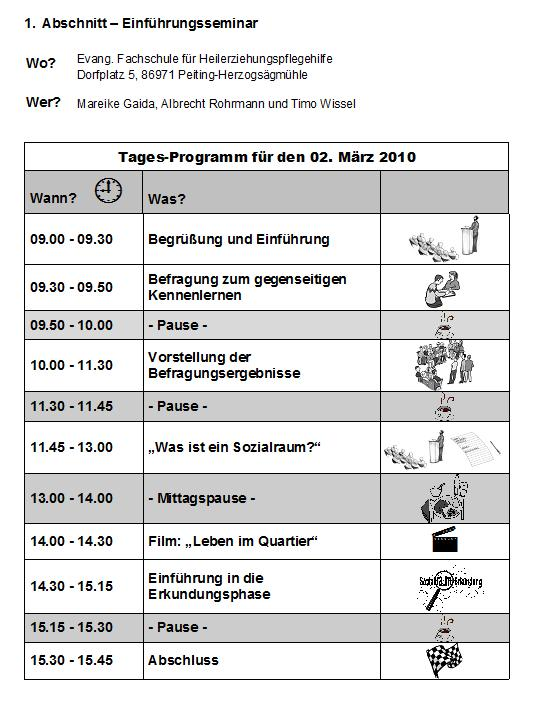 1. Abschnitt – Einführungsseminar
Wo?
Evang. Fachschule für Heilerziehungspflegehilfe
Dorfplatz 5, 86971 Peiting-Herzogsägmühle
Wer?
Mareike Gaida, Albrecht Rohrmann und Timo Wissel
Tages-Programm für den 02. März 2010
Wann?
Was?
09.00 - 09.30
Begrüßung und Einführung
09.30 - 09.50
Befragung zum gegenseitigen
Kennenlernen
09.50 - 10.00
- Pause -
10.00 - 11.30
Vorstellung der
Befragungsergebnisse
11.30 - 11.45
- Pause -
11.45 - 13.00
„Was ist ein Sozialraum?“
13.00 - 14.00
- Mittagspause -
14.00 - 14.30
Film: „Leben im Quartier“
14.30 - 15.15
Einführung in die
Erkundungsphase
15.15 - 15.30
- Pause -
15.30 - 15.45
Abschluss